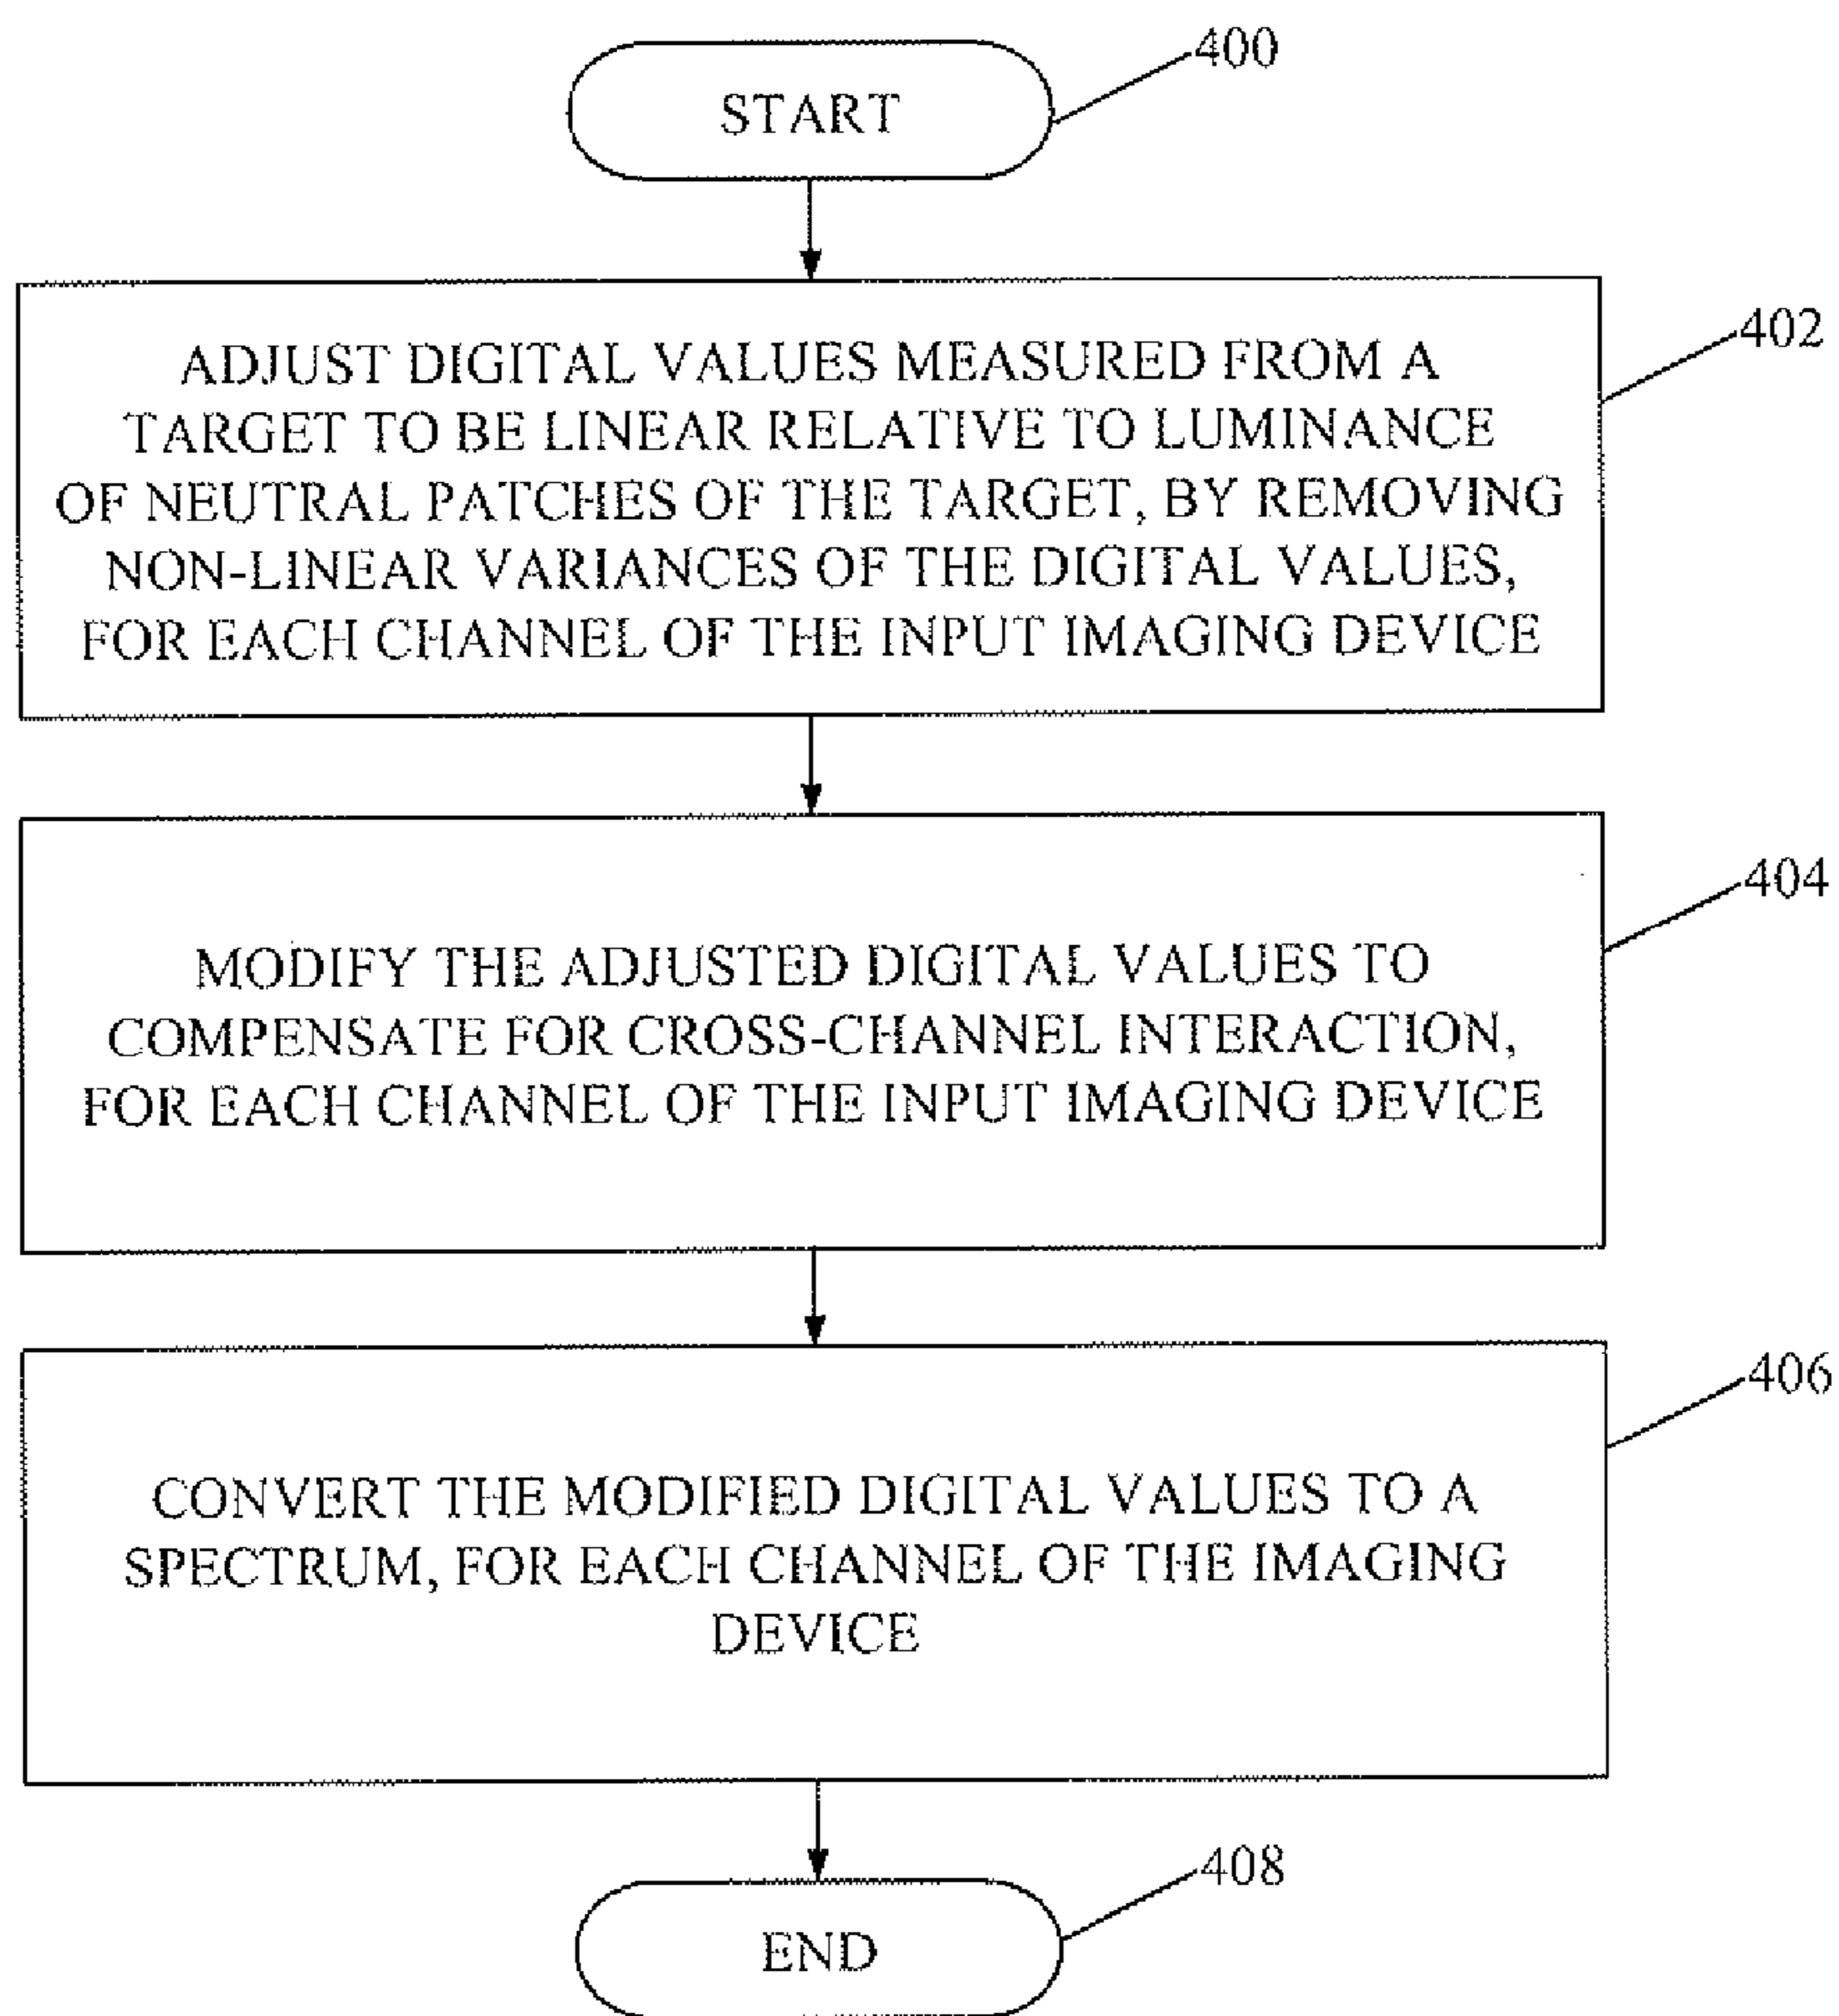 400
START
402
ADJUST DIGITAL VALUES MEASURED FROM A
TARGET TO BE LINEAR RELATIVE TO LUMINANCE
OF NEUTRAL PATCHES OF THE TARGET, BY REMOVING
NON-LINEAR VARIANCES OF THE DIGITAL VALUES,
FOR EACH CHANNEL OF THE INPUT IMAGING DEVICE
404
MODIFY THE ADJUSTED DIGITAL VALUES TO
COMPENSATE FOR CROSS-CHANNEL INTERACTION,
FOR EACH CHANNEL OF THE INPUT IMAGING DEVICE
406
CONVERT THE MODIFIED DIGITAL VALUES TO A
SPECTRUM, FOR EACH CHANNEL OF THE IMAGING
DEVICE
408
END